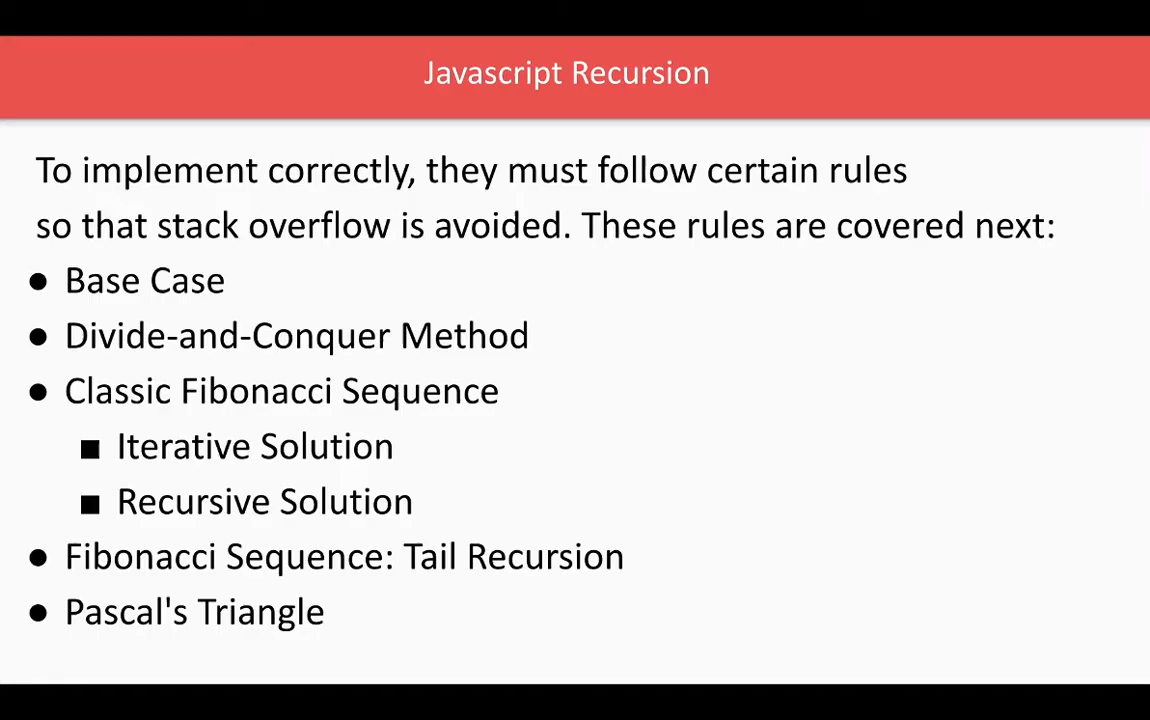 Javascript Recursion
To implement correctly, they must follow certain rules
so that stack overflow is avoided. These rules are covered next:
● Base Case
● Divide-and-Conquer Method
● Classic Fibonacci Sequence
■ Iterative Solution
■ Recursive Solution
● Fibonacci Sequence: Tail Recursion
● Pascal's Triangle